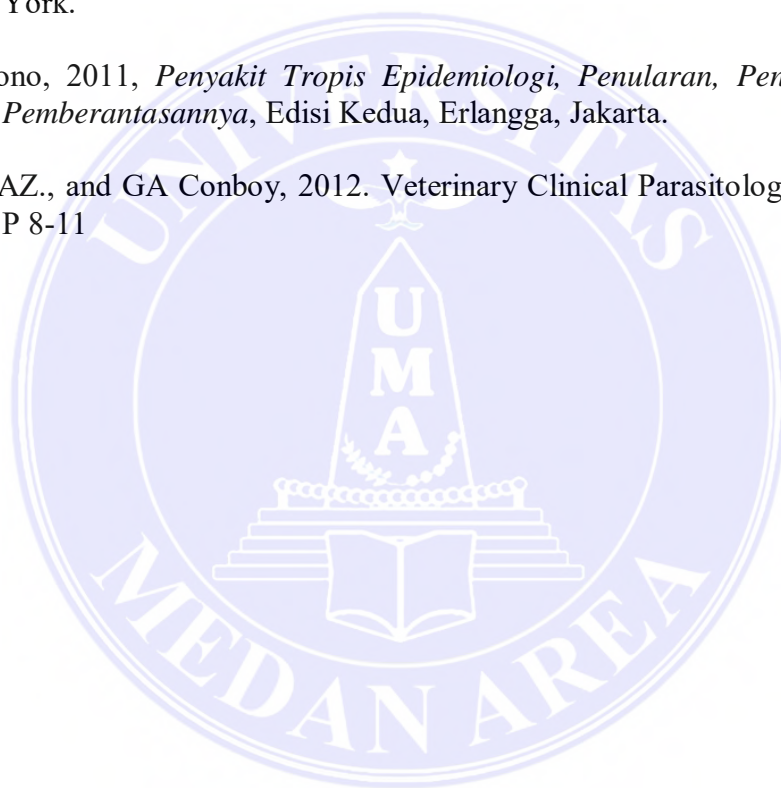 York.
ono, 2011, Penyakit Tropis Epidemiologi, Penularan, Pen
Pemberantasannya, Edisi Kedua, Erlangga, Jakarta.
AZ., and GA Conboy, 2012. Veterinary Clinical Parasitolog
P 8-11
UNIVERSITAS
UMA
MEDAN AREA